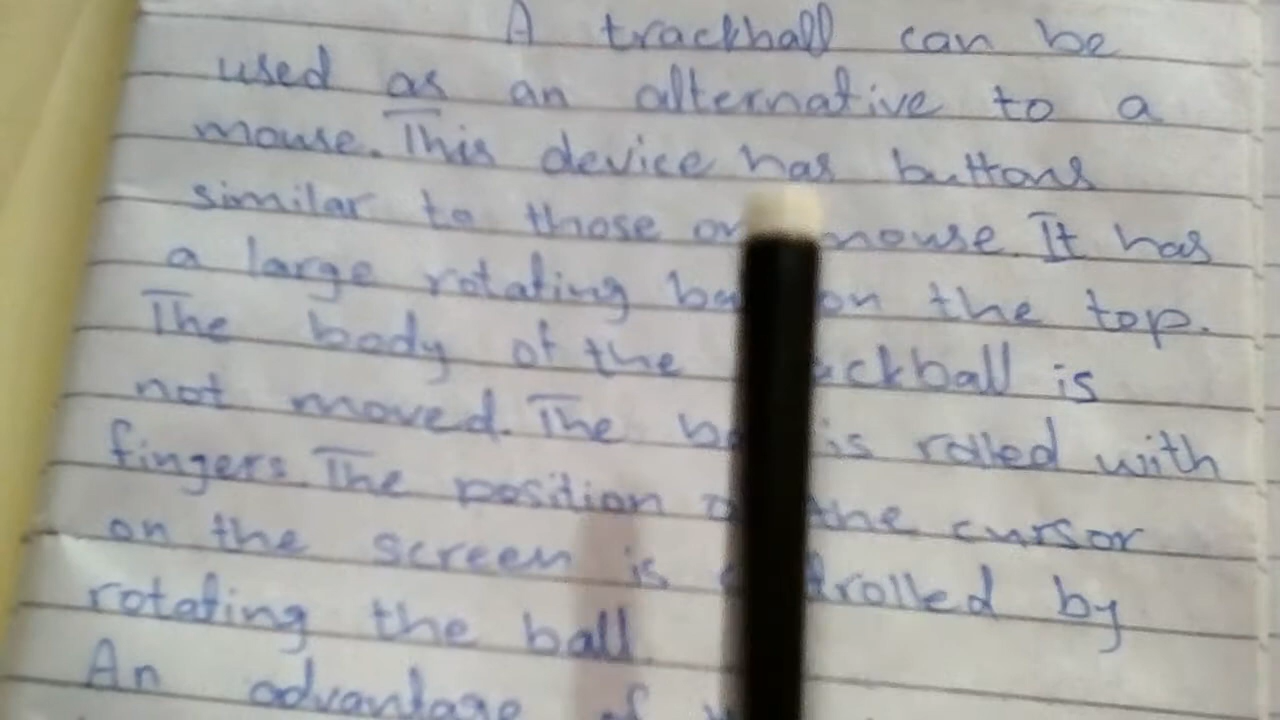 A trackball can be
used as an alternative to a
mouse. This device has buttons
similar to those on mouse. It has
a large rotating on the top.
The body of the is
not moved. The is rolled with
fingers. The position the cursor
on the screen is by
rotating the ball.
An advantage of